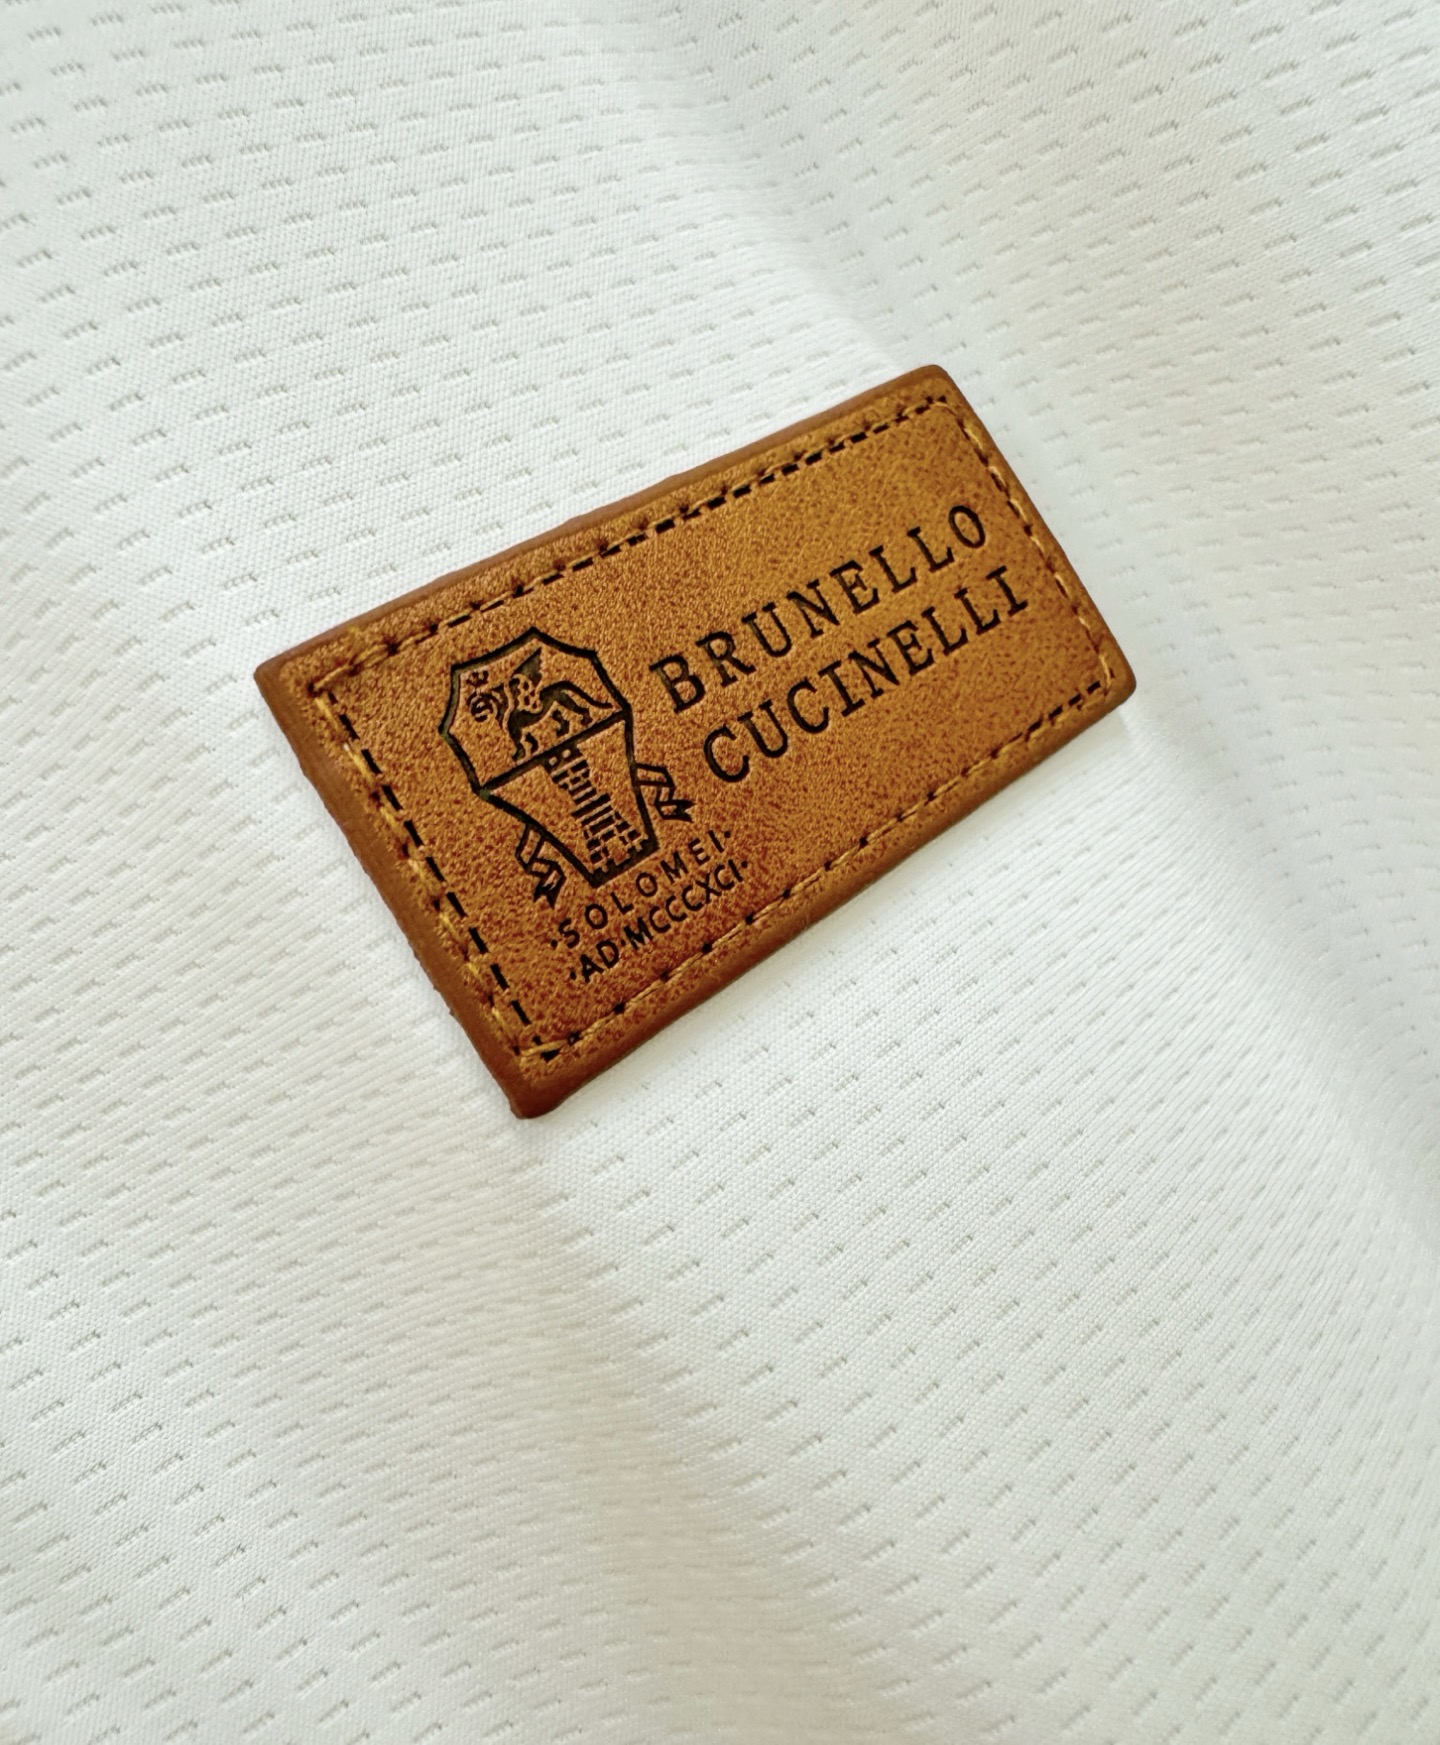 BRUNELLO
CUCINELLI
·SOLOMEI·
·AD·MCCCXCI·